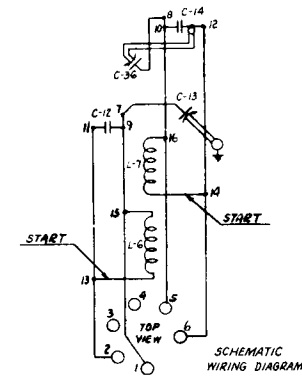 8
C-14
10
12
C-36
7
C-13
C-12
11
9
16
L-7
14
START
15
L-6
START
13
4
5
3
TOP
VIEW
6
2
1
SCHEMATIC
WIRING DIAGRAM